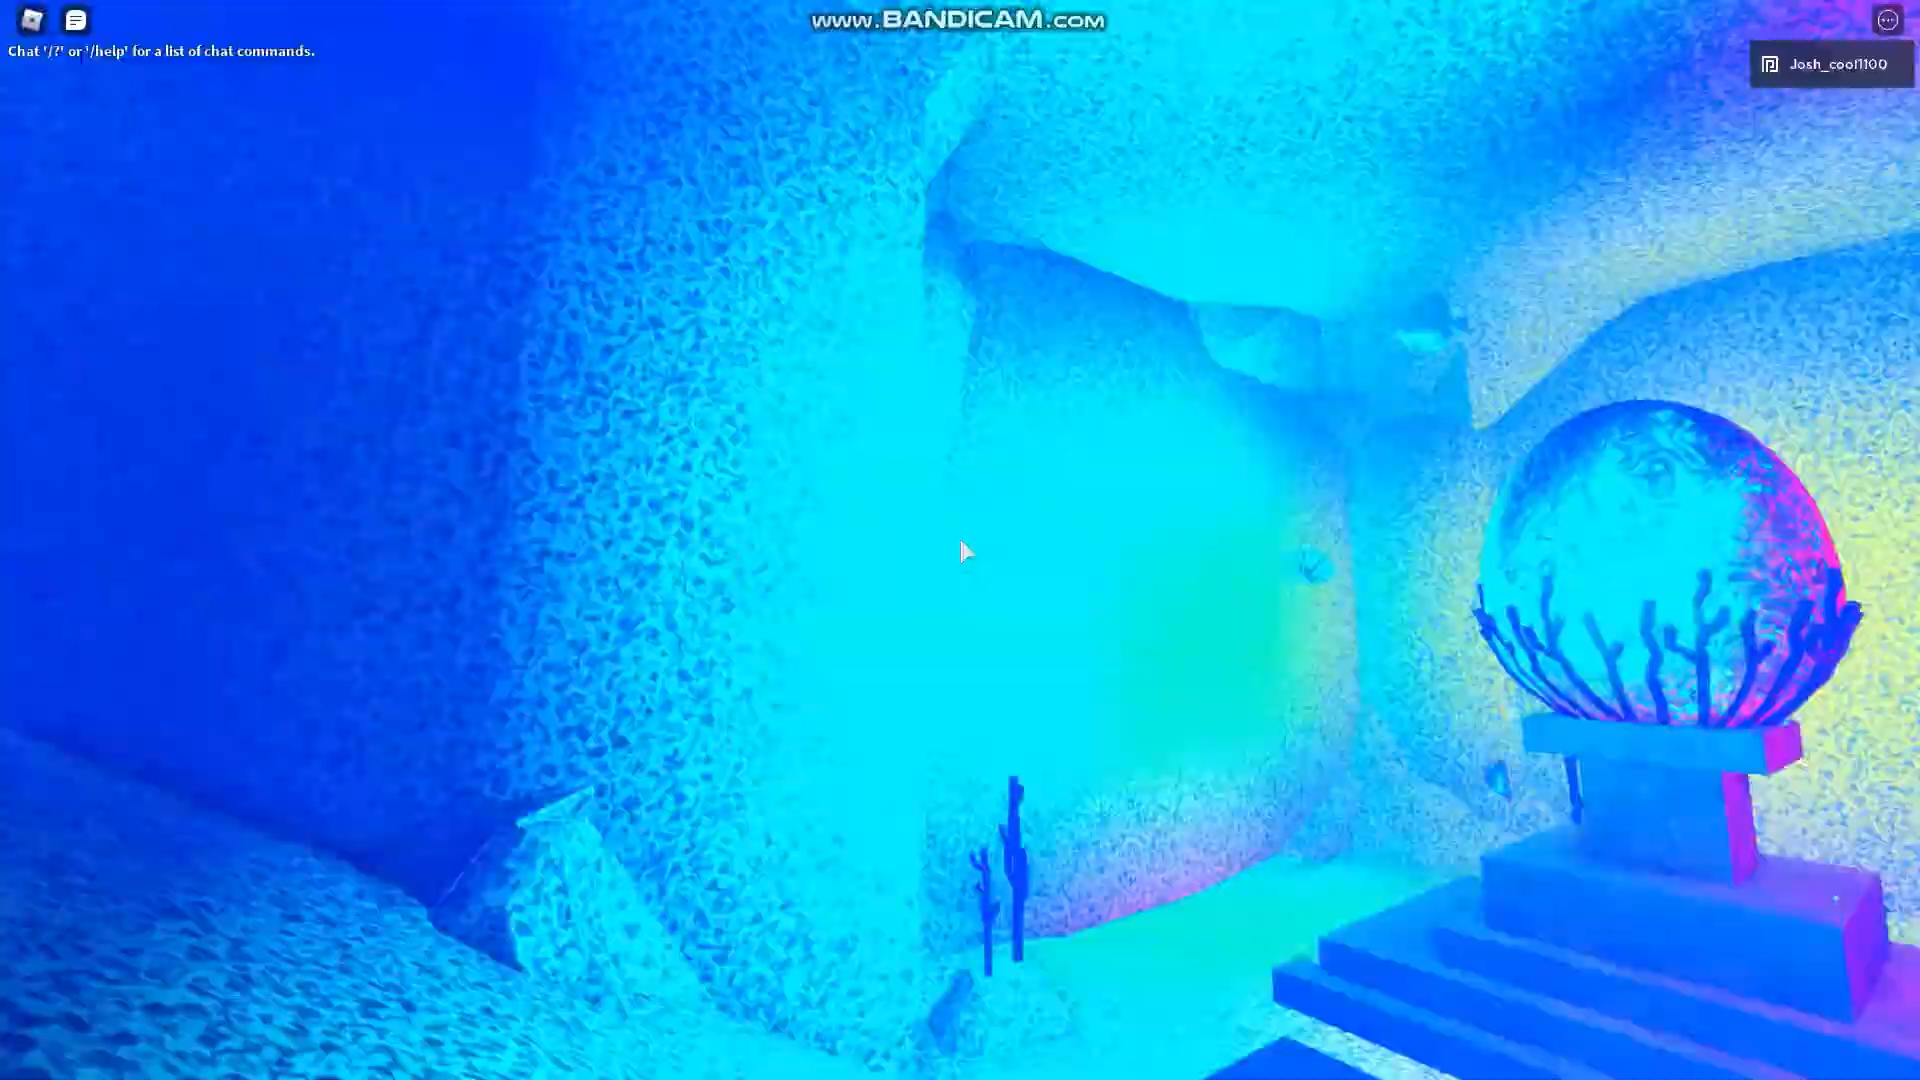 www.BANDICAM.com
Chat '/?' or '/help' for a list of chat commands.
Josh_cool1100